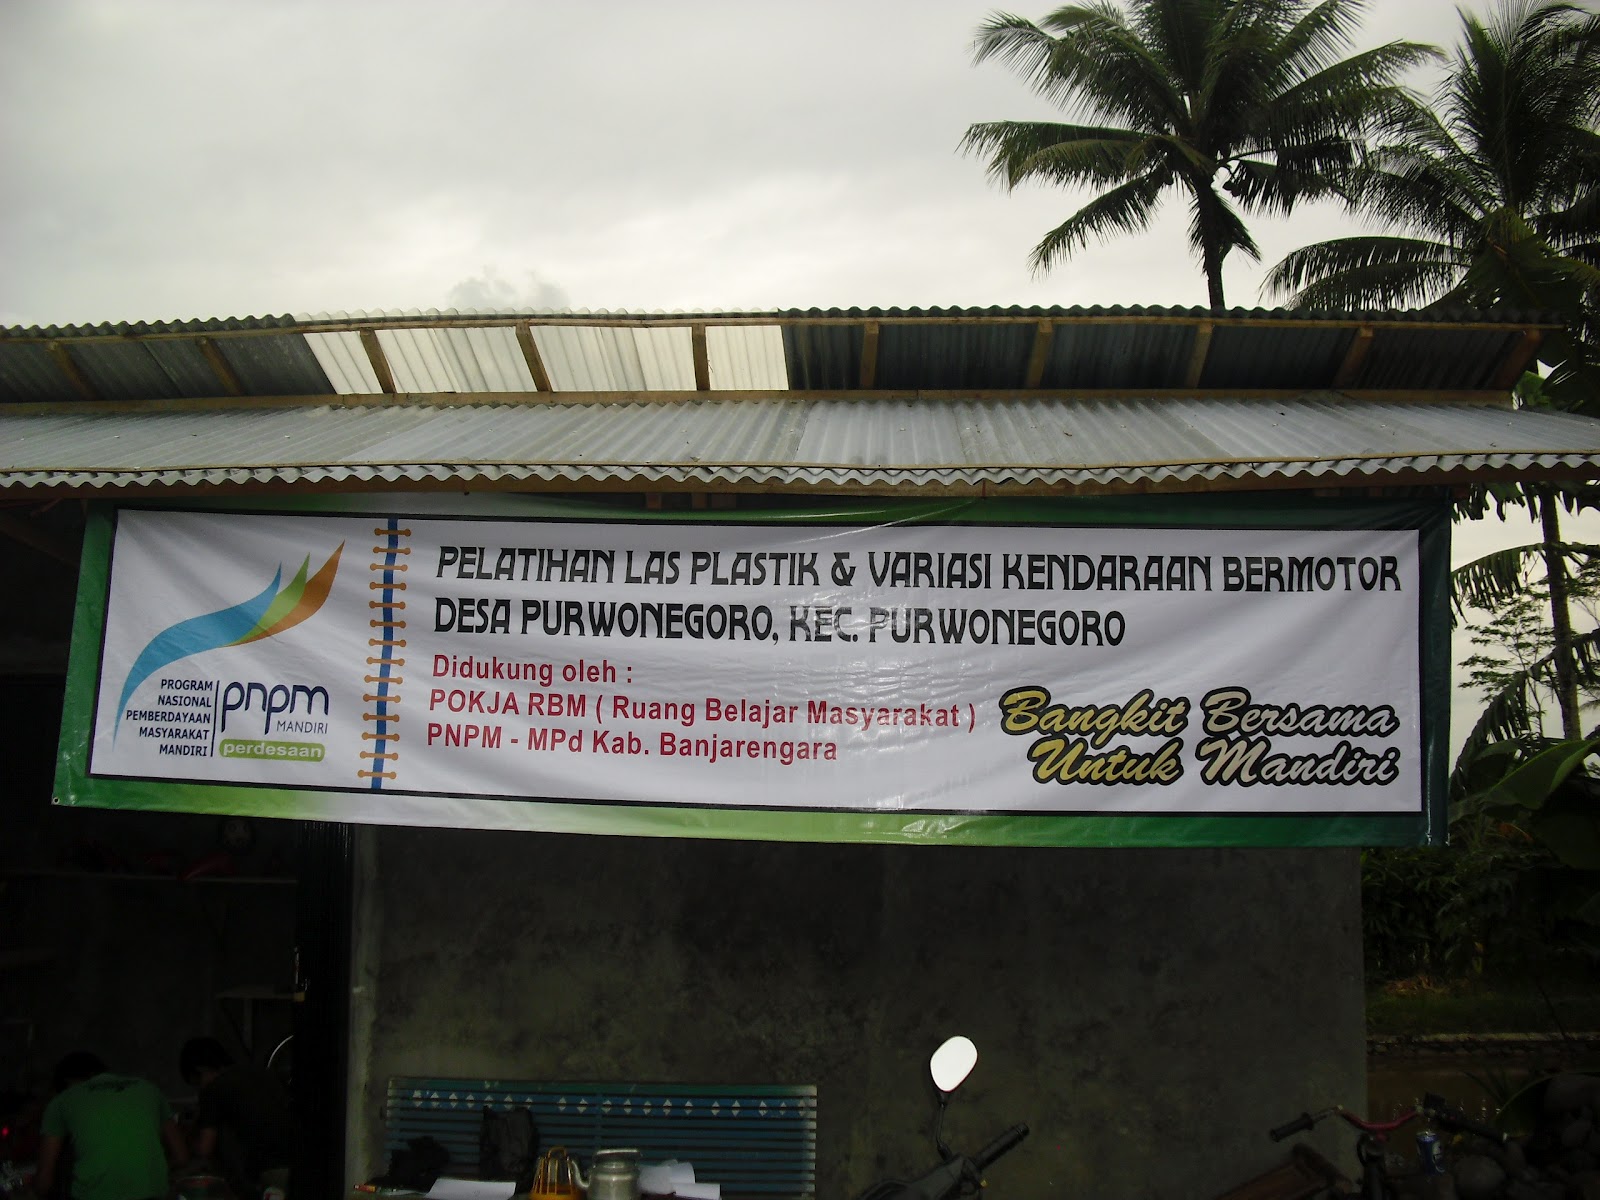 PELATIHAN LAS PLASTIK & VARIASI KENDARAAN BERMOTOR
DESA PURWONEGORO, KEC. PURWONEGORO
Didukung oleh :
POKJA RBM ( Ruang Belajar Masyarakat )
PNPM - MPd Kab. Banjarengara
Bangkit Bersama
Untuk Mandiri
PROGRAM
NASIONAL
PEMBERDAYAAN
MASYARAKAT
MANDIRI
pnpm
MANDIRI
perdesaan